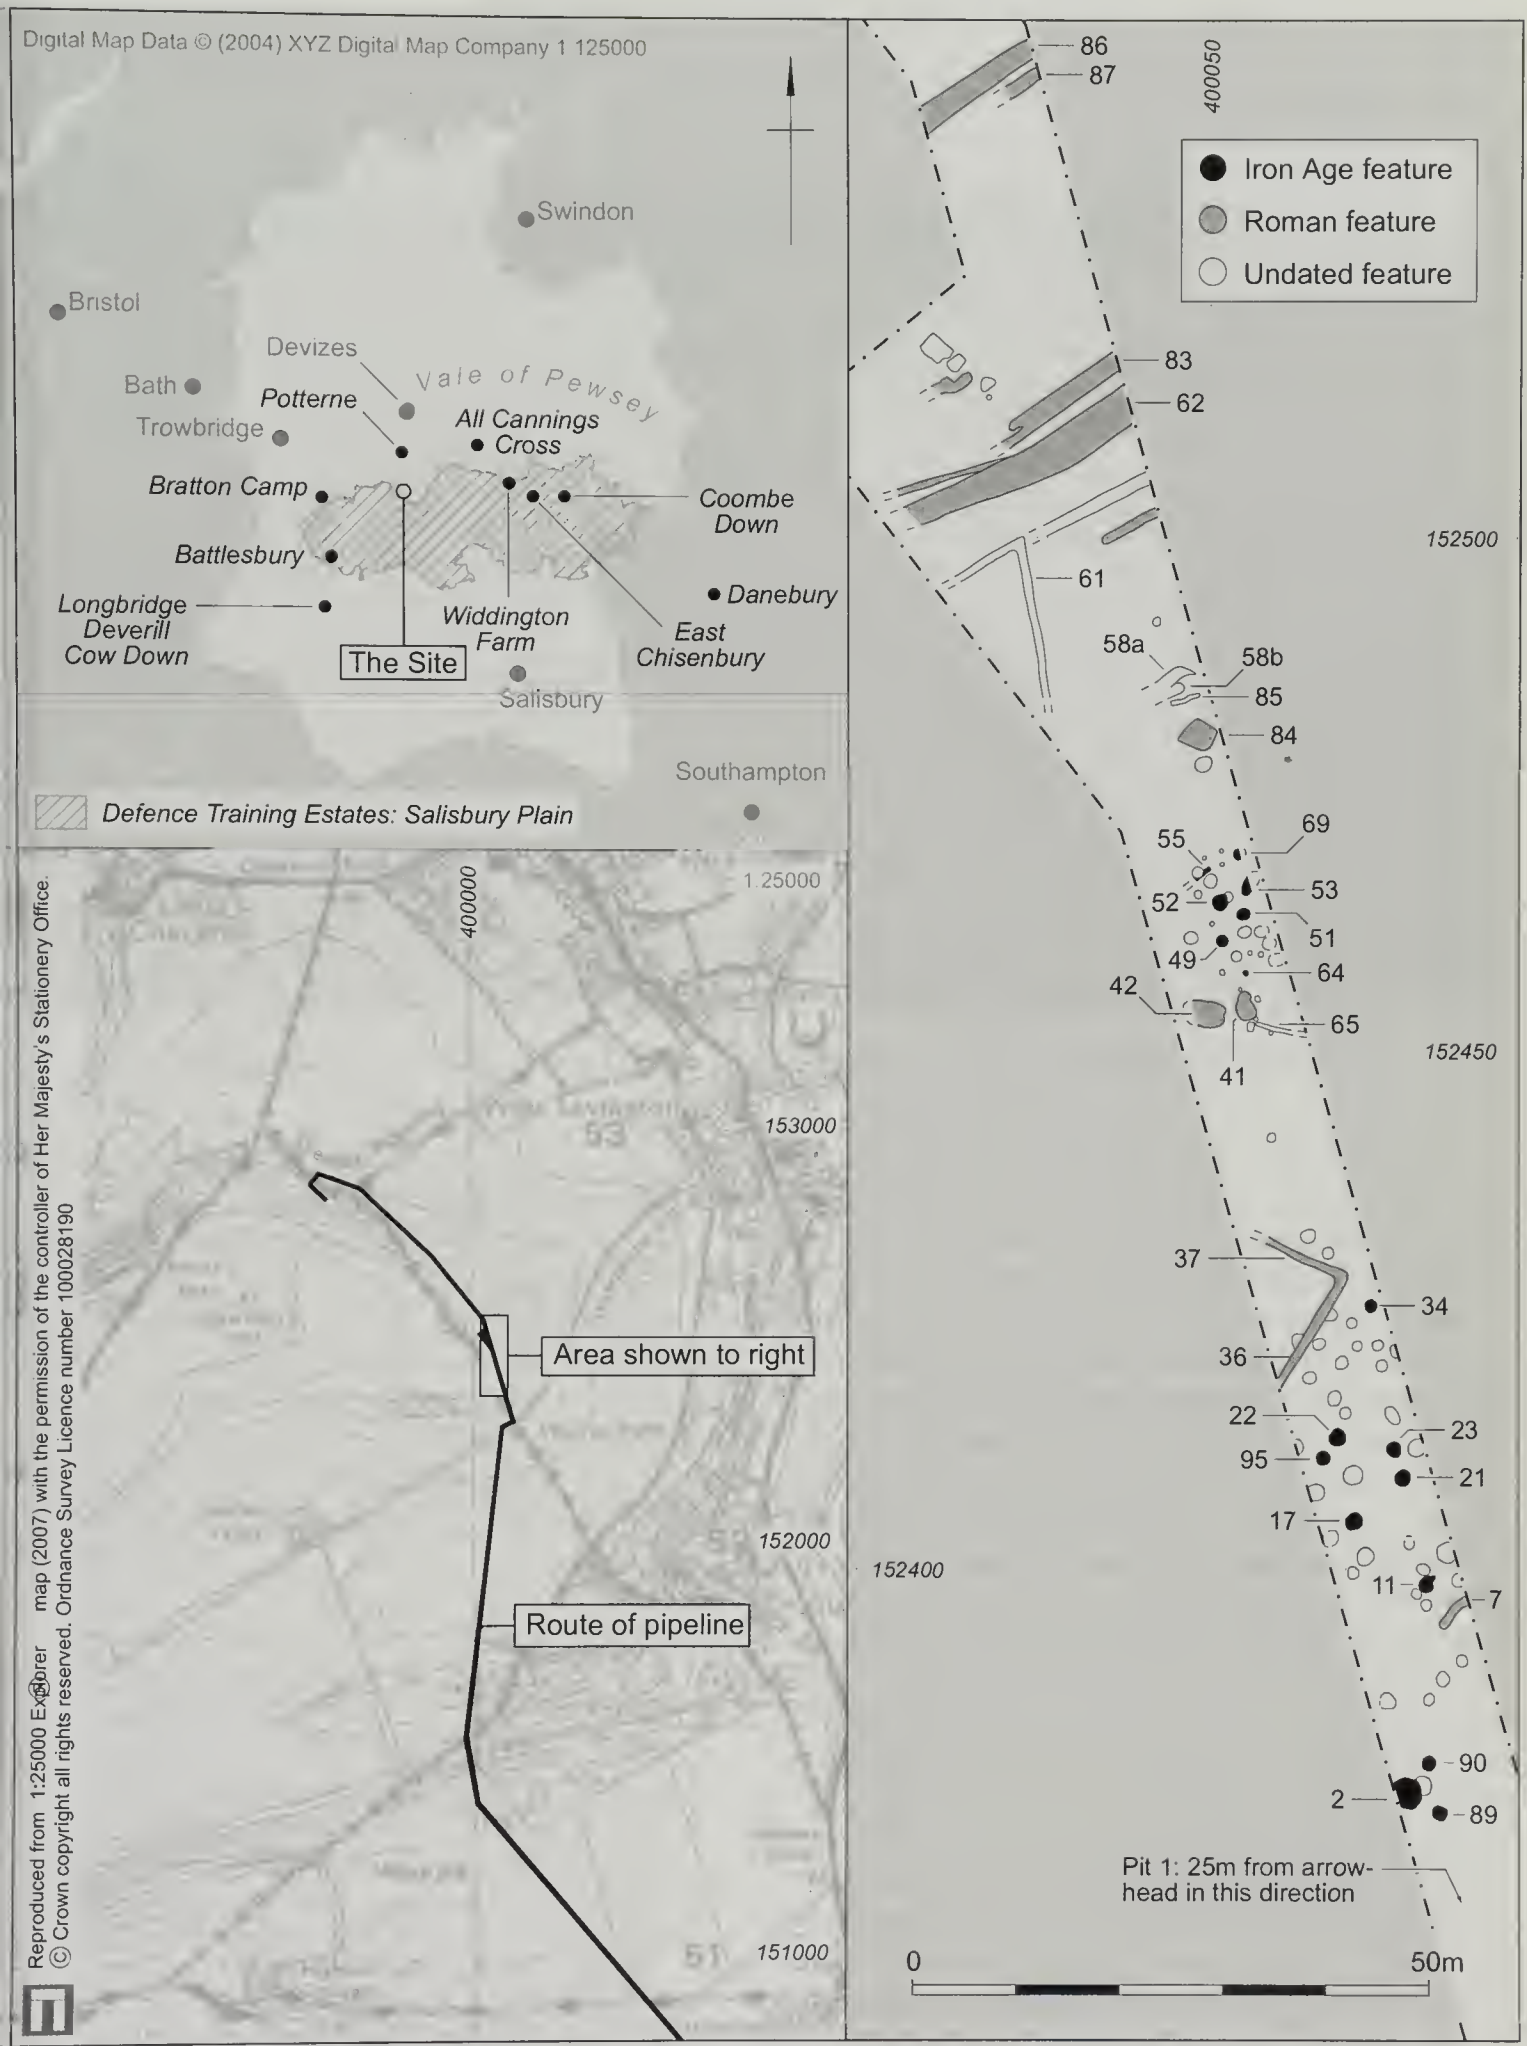 Digital Map Data © (2004) XYZ Digital Map Company 1 125000
Swindon
Bristol
Devizes
Vale of Pewsey
Bath
Potterne
All Cannings
Cross
Trowbridge
Bratton Camp
Coombe
Down
Battlesbury
Longbridge
Deverill
Cow Down
Widdington
Farm
Danebury
East
Chisenbury
The Site
Salisbury
Southampton
Defence Training Estates: Salisbury Plain
Reproduced from 1:25000 Explorer map (2007) with the permission of the controller of Her Majesty's Stationery Office.
© Crown copyright all rights reserved. Ordnance Survey Licence number 100028190
400000
1.25000
153000
53
Area shown to right
152000
Route of pipeline
51
151000
86
87
400050
Iron Age feature
Roman feature
Undated feature
83
62
152500
61
58a
58b
85
84
69
55
53
52
51
49
64
42
65
41
152450
37
34
36
22
23
95
21
17
152400
11
7
90
2
89
Pit 1: 25m from arrow-
head in this direction
0
50m